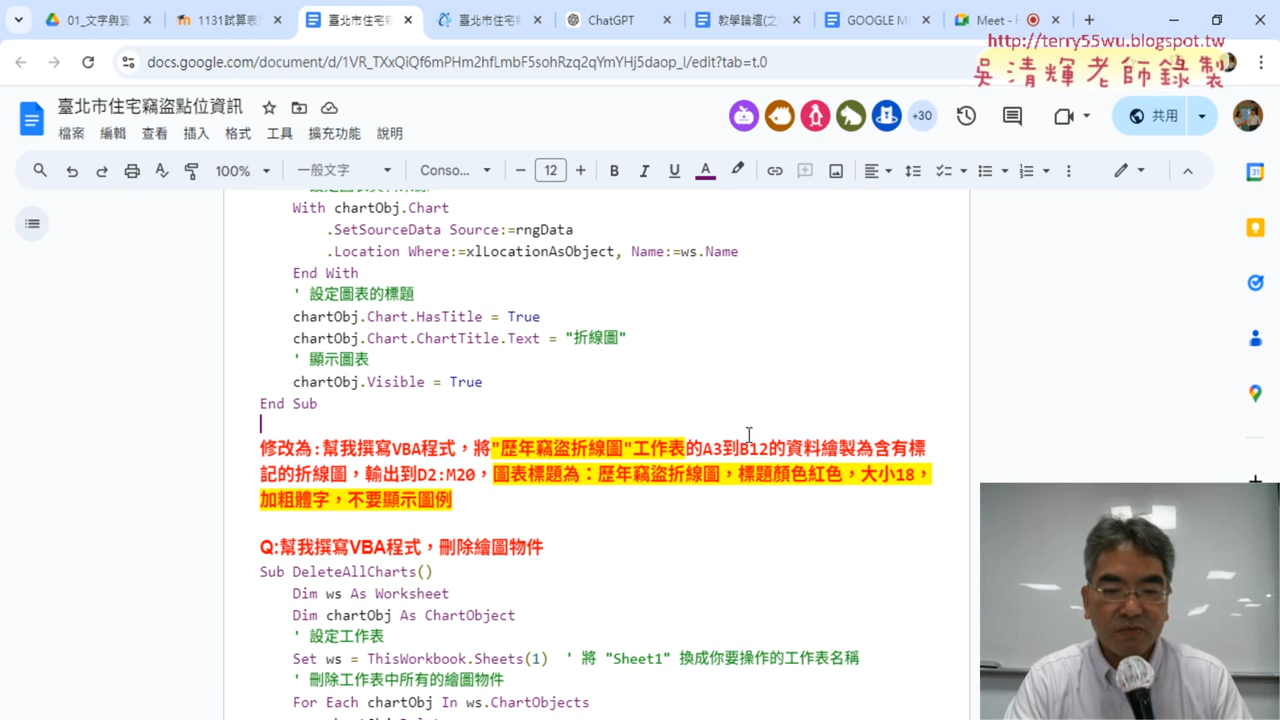 01_文字與資
1131試算表
臺北市住宅
臺北市住宅竊
ChatGPT
教學論壇(之
GOOGLE M
Meet -
http://terry55wu.blogspot.tw
吳清輝老師錄製
docs.google.com/document/d/1VR_TXxQiQf6mPHm2hfLmbF5sohRzq2qYmYHj5daop_I/edit?tab=t.0
臺北市住宅竊盜點位資訊
+30
共用
檔案 編輯 查看 插入 格式 工具 擴充功能 說明
100% 一般文字 Conso... 12 B I U A
With chartObj.Chart
.SetSourceData Source:=rngData
.Location Where:=xlLocationAsObject, Name:=ws.Name
End With
' 設定圖表的標題
chartObj.Chart.HasTitle = True
chartObj.Chart.ChartTitle.Text = "折線圖"
' 顯示圖表
chartObj.Visible = True
End Sub
修改為:幫我撰寫VBA程式，將"歷年竊盜折線圖"工作表的A3到B12的資料繪製為含有標
記的折線圖，輸出到D2:M20，圖表標題為：歷年竊盜折線圖，標題顏色紅色，大小18，
加粗體字，不要顯示圖例
Q:幫我撰寫VBA程式，刪除繪圖物件
Sub DeleteAllCharts()
Dim ws As Worksheet
Dim chartObj As ChartObject
' 設定工作表
Set ws = ThisWorkbook.Sheets(1) ' 將 "Sheet1" 換成你要操作的工作表名稱
' 刪除工作表中所有的繪圖物件
For Each chartObj In ws.ChartObjects